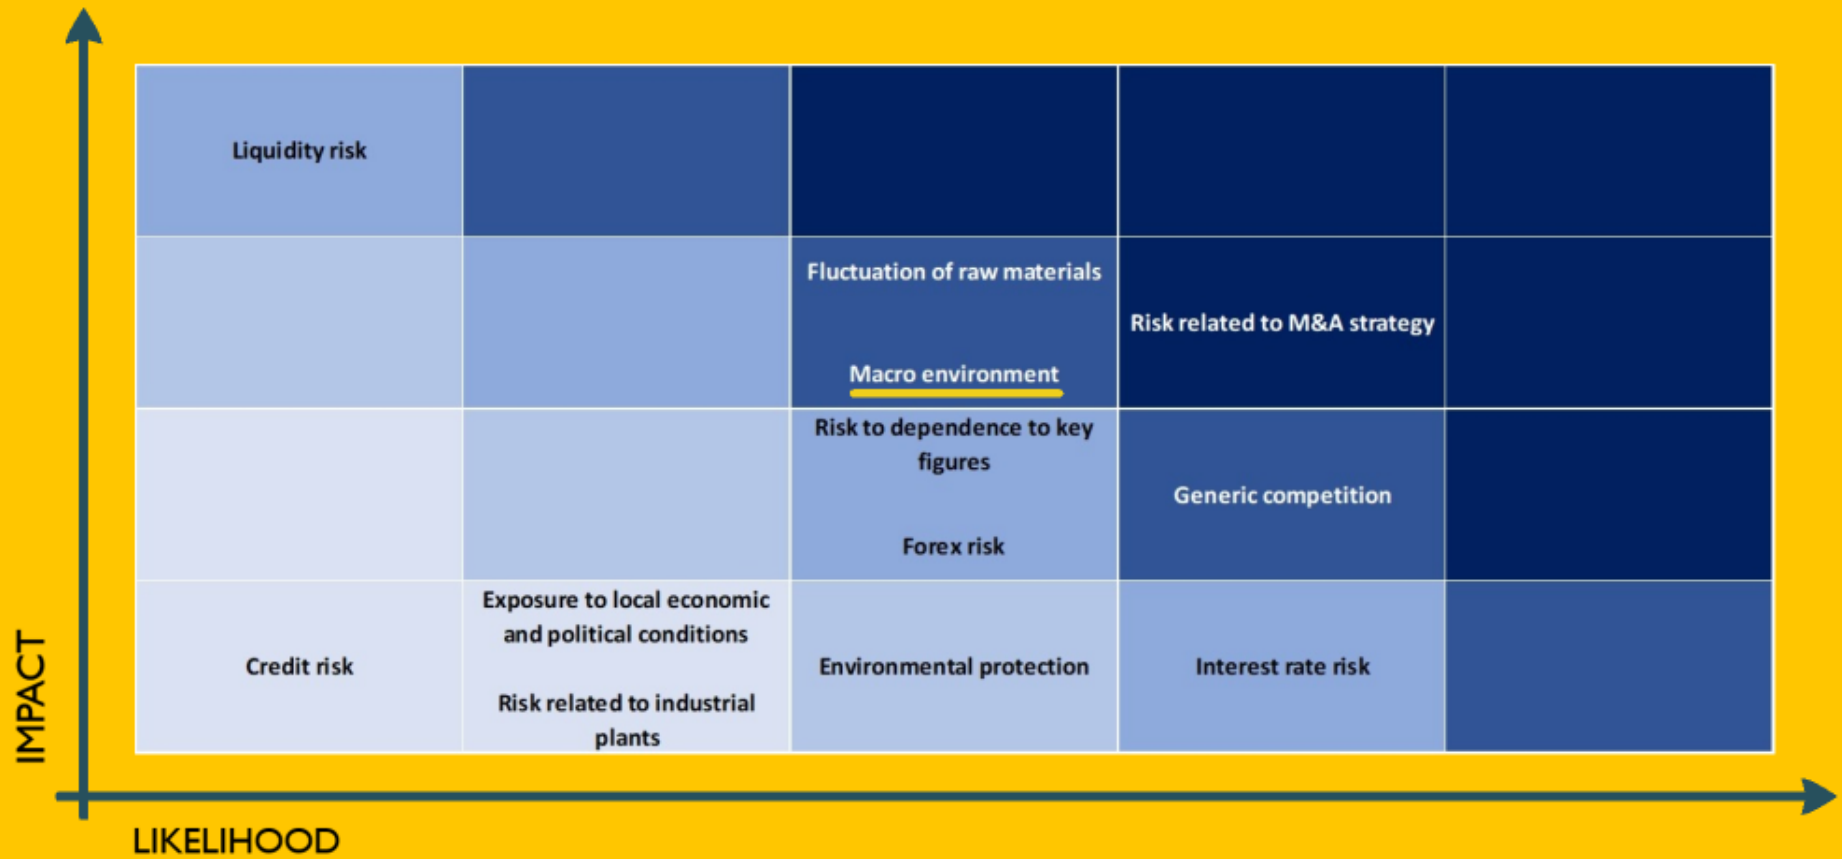 Liquidity risk
Fluctuation of raw materials
Macro environment
Risk related to M&A strategy
Risk to dependence to key
figures
Forex risk
Generic competition
Credit risk
Exposure to local economic
and political conditions
Risk related to industrial
plants
Environmental protection
Interest rate risk
IMPACT
LIKELIHOOD